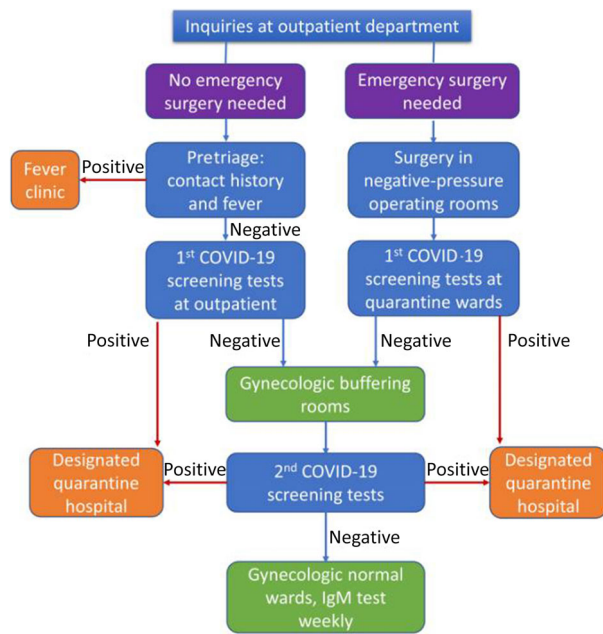 Inquiries at outpatient department
No emergency
surgery needed
Emergency surgery
needed
Fever
clinic
Positive
Pretriage:
contact history
and fever
Surgery in
negative-pressure
operating rooms
Negative
1st COVID-19
screening tests
at outpatient
1st COVID-19
screening tests at
quarantine wards
Positive
Negative
Negative
Positive
Gynecologic buffering
rooms
Designated
quarantine
hospital
Positive
2nd COVID-19
screening tests
Positive
Designated
quarantine
hospital
Negative
Gynecologic normal
wards, IgM test
weekly